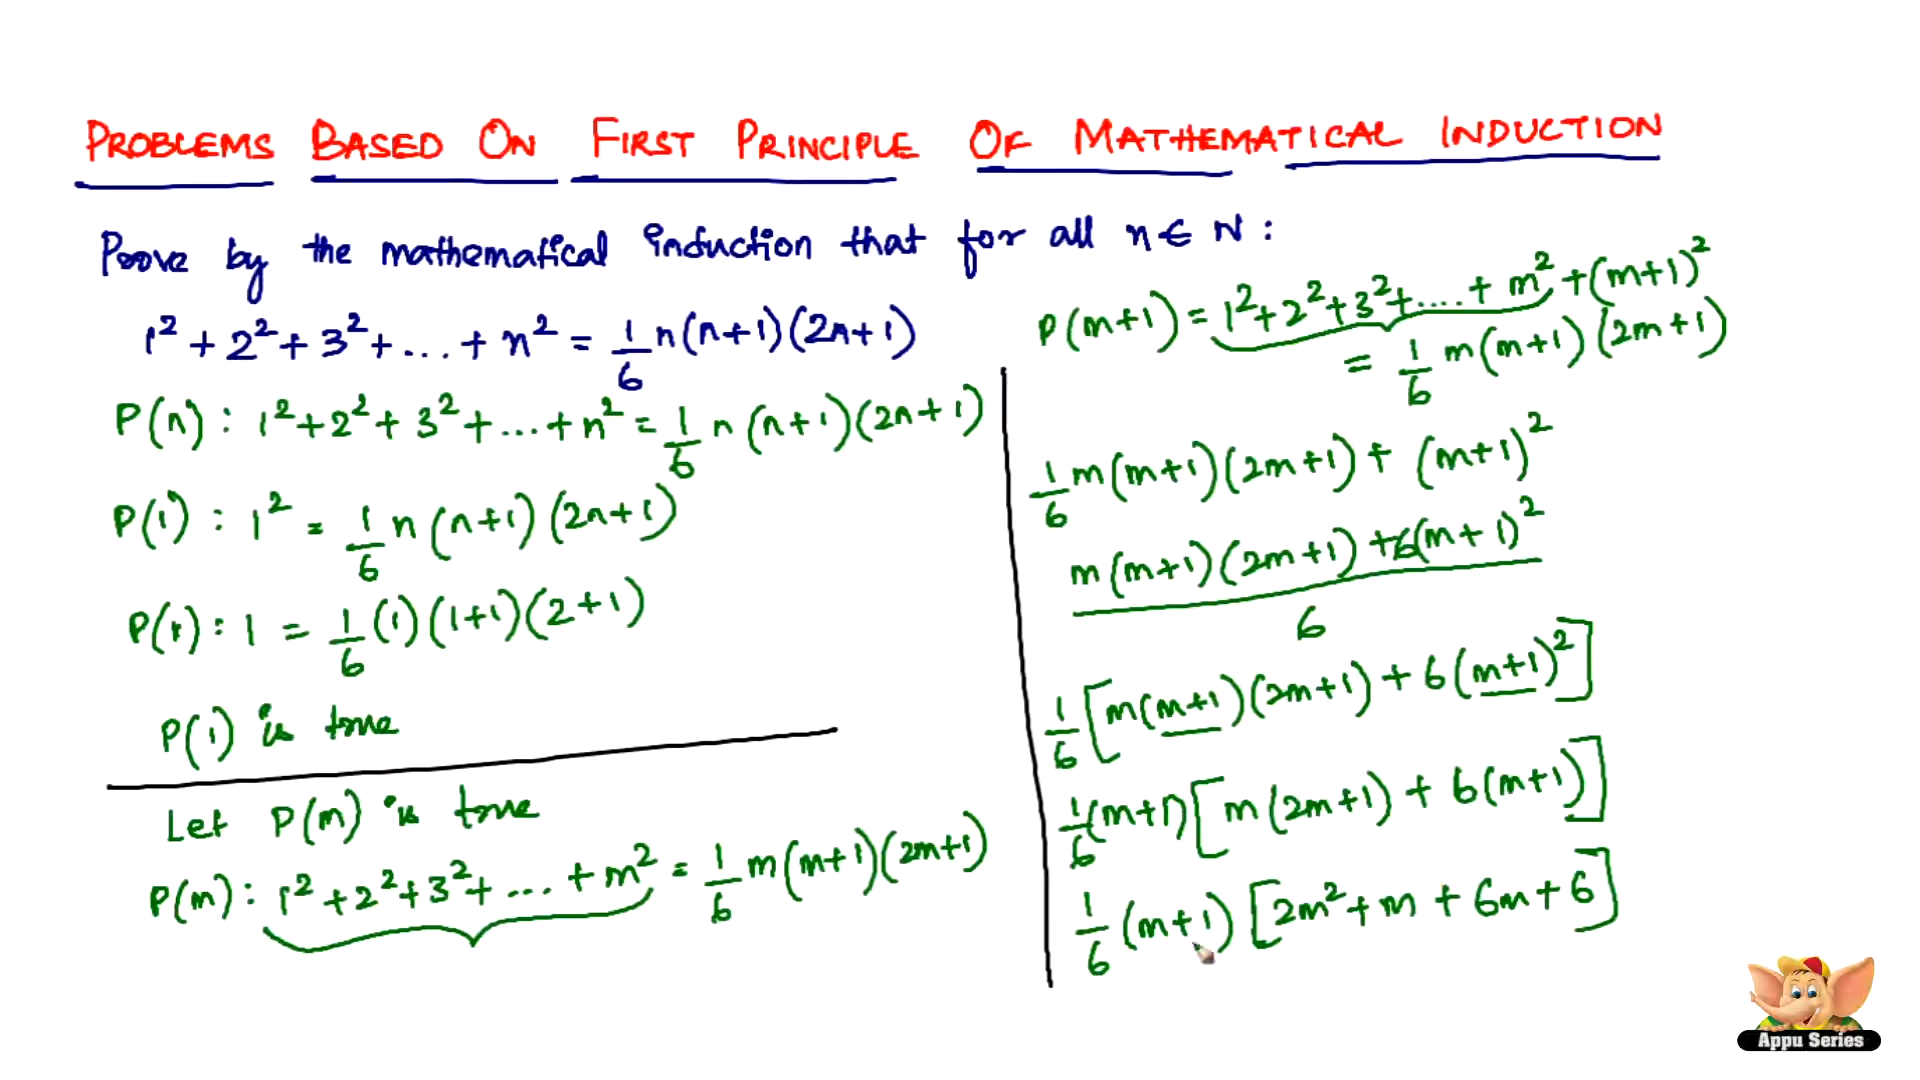 PROBLEMS BASED ON FIRST PRINCIPLE OF MATHEMATICAL INDUCTION
Prove by the mathematical induction that for all n ∈ N :
1² + 2² + 3² + ... + n² = 1/6 n(n+1)(2n+1)
P(n) : 1² + 2² + 3² + ... + n² = 1/6 n(n+1)(2n+1)
P(1) : 1² = 1/6 n(n+1)(2n+1)
P(1) : 1 = 1/6 (1)(1+1)(2+1)
P(1) is true
Let P(m) is true
P(m) : 1² + 2² + 3² + ... + m² = 1/6 m(m+1)(2m+1)
P(m+1) = 1² + 2² + 3² + .... + m² + (m+1)²
= 1/6 m(m+1)(2m+1)
1/6 m(m+1)(2m+1) + (m+1)²
m(m+1)(2m+1) + 6(m+1)²
6
1/6 [m(m+1)(2m+1) + 6(m+1)²]
1/6 (m+1)[m(2m+1) + 6(m+1)]
1/6 (m+1) [2m² + m + 6m + 6]
Appu Series